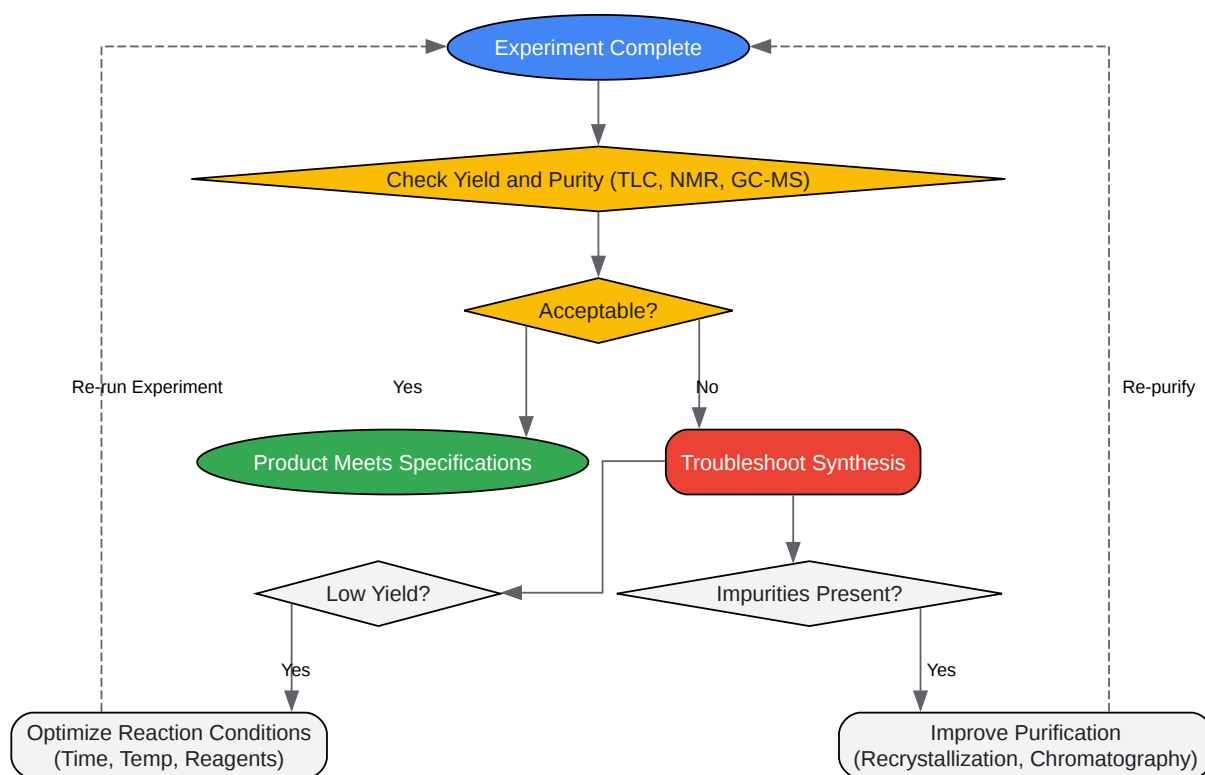 Experiment Complete
Check Yield and Purity (TLC, NMR, GC-MS)
Acceptable?
Re-run Experiment
Yes
No
Re-purify
Product Meets Specifications
Troubleshoot Synthesis
Low Yield?
Impurities Present?
Yes
Yes
Optimize Reaction Conditions
(Time, Temp, Reagents)
Improve Purification
(Recrystallization, Chromatography)